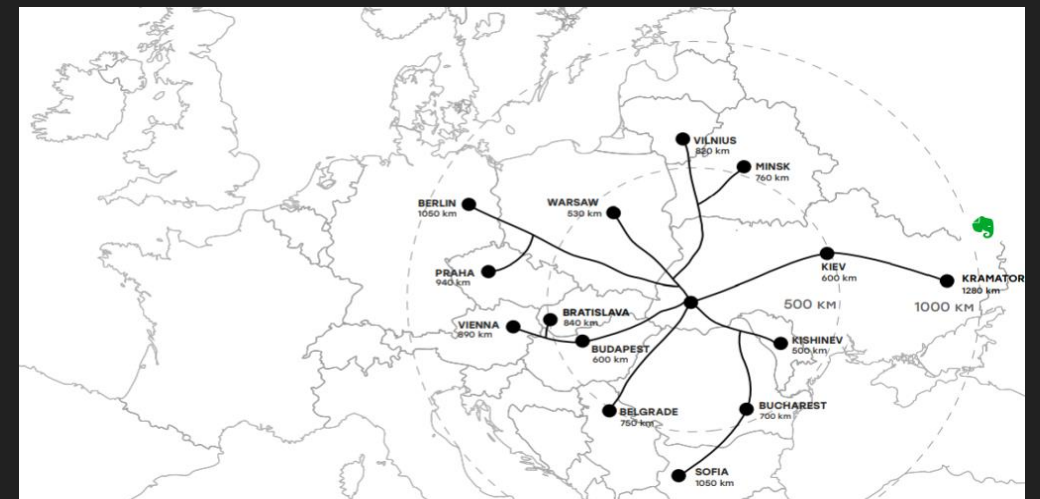 VILNIUS
820 km
MINSK
760 km
BERLIN
1050 km
WARSAW
530 km
KIEV
600 km
PRAHA
940 km
KRAMATOR
1280 km
500 KM
1000 KM
BRATISLAVA
840 km
VIENNA
890 km
BUDAPEST
600 km
KISHINEV
500 km
BELGRADE
750 km
BUCHAREST
700 km
SOFIA
1050 km